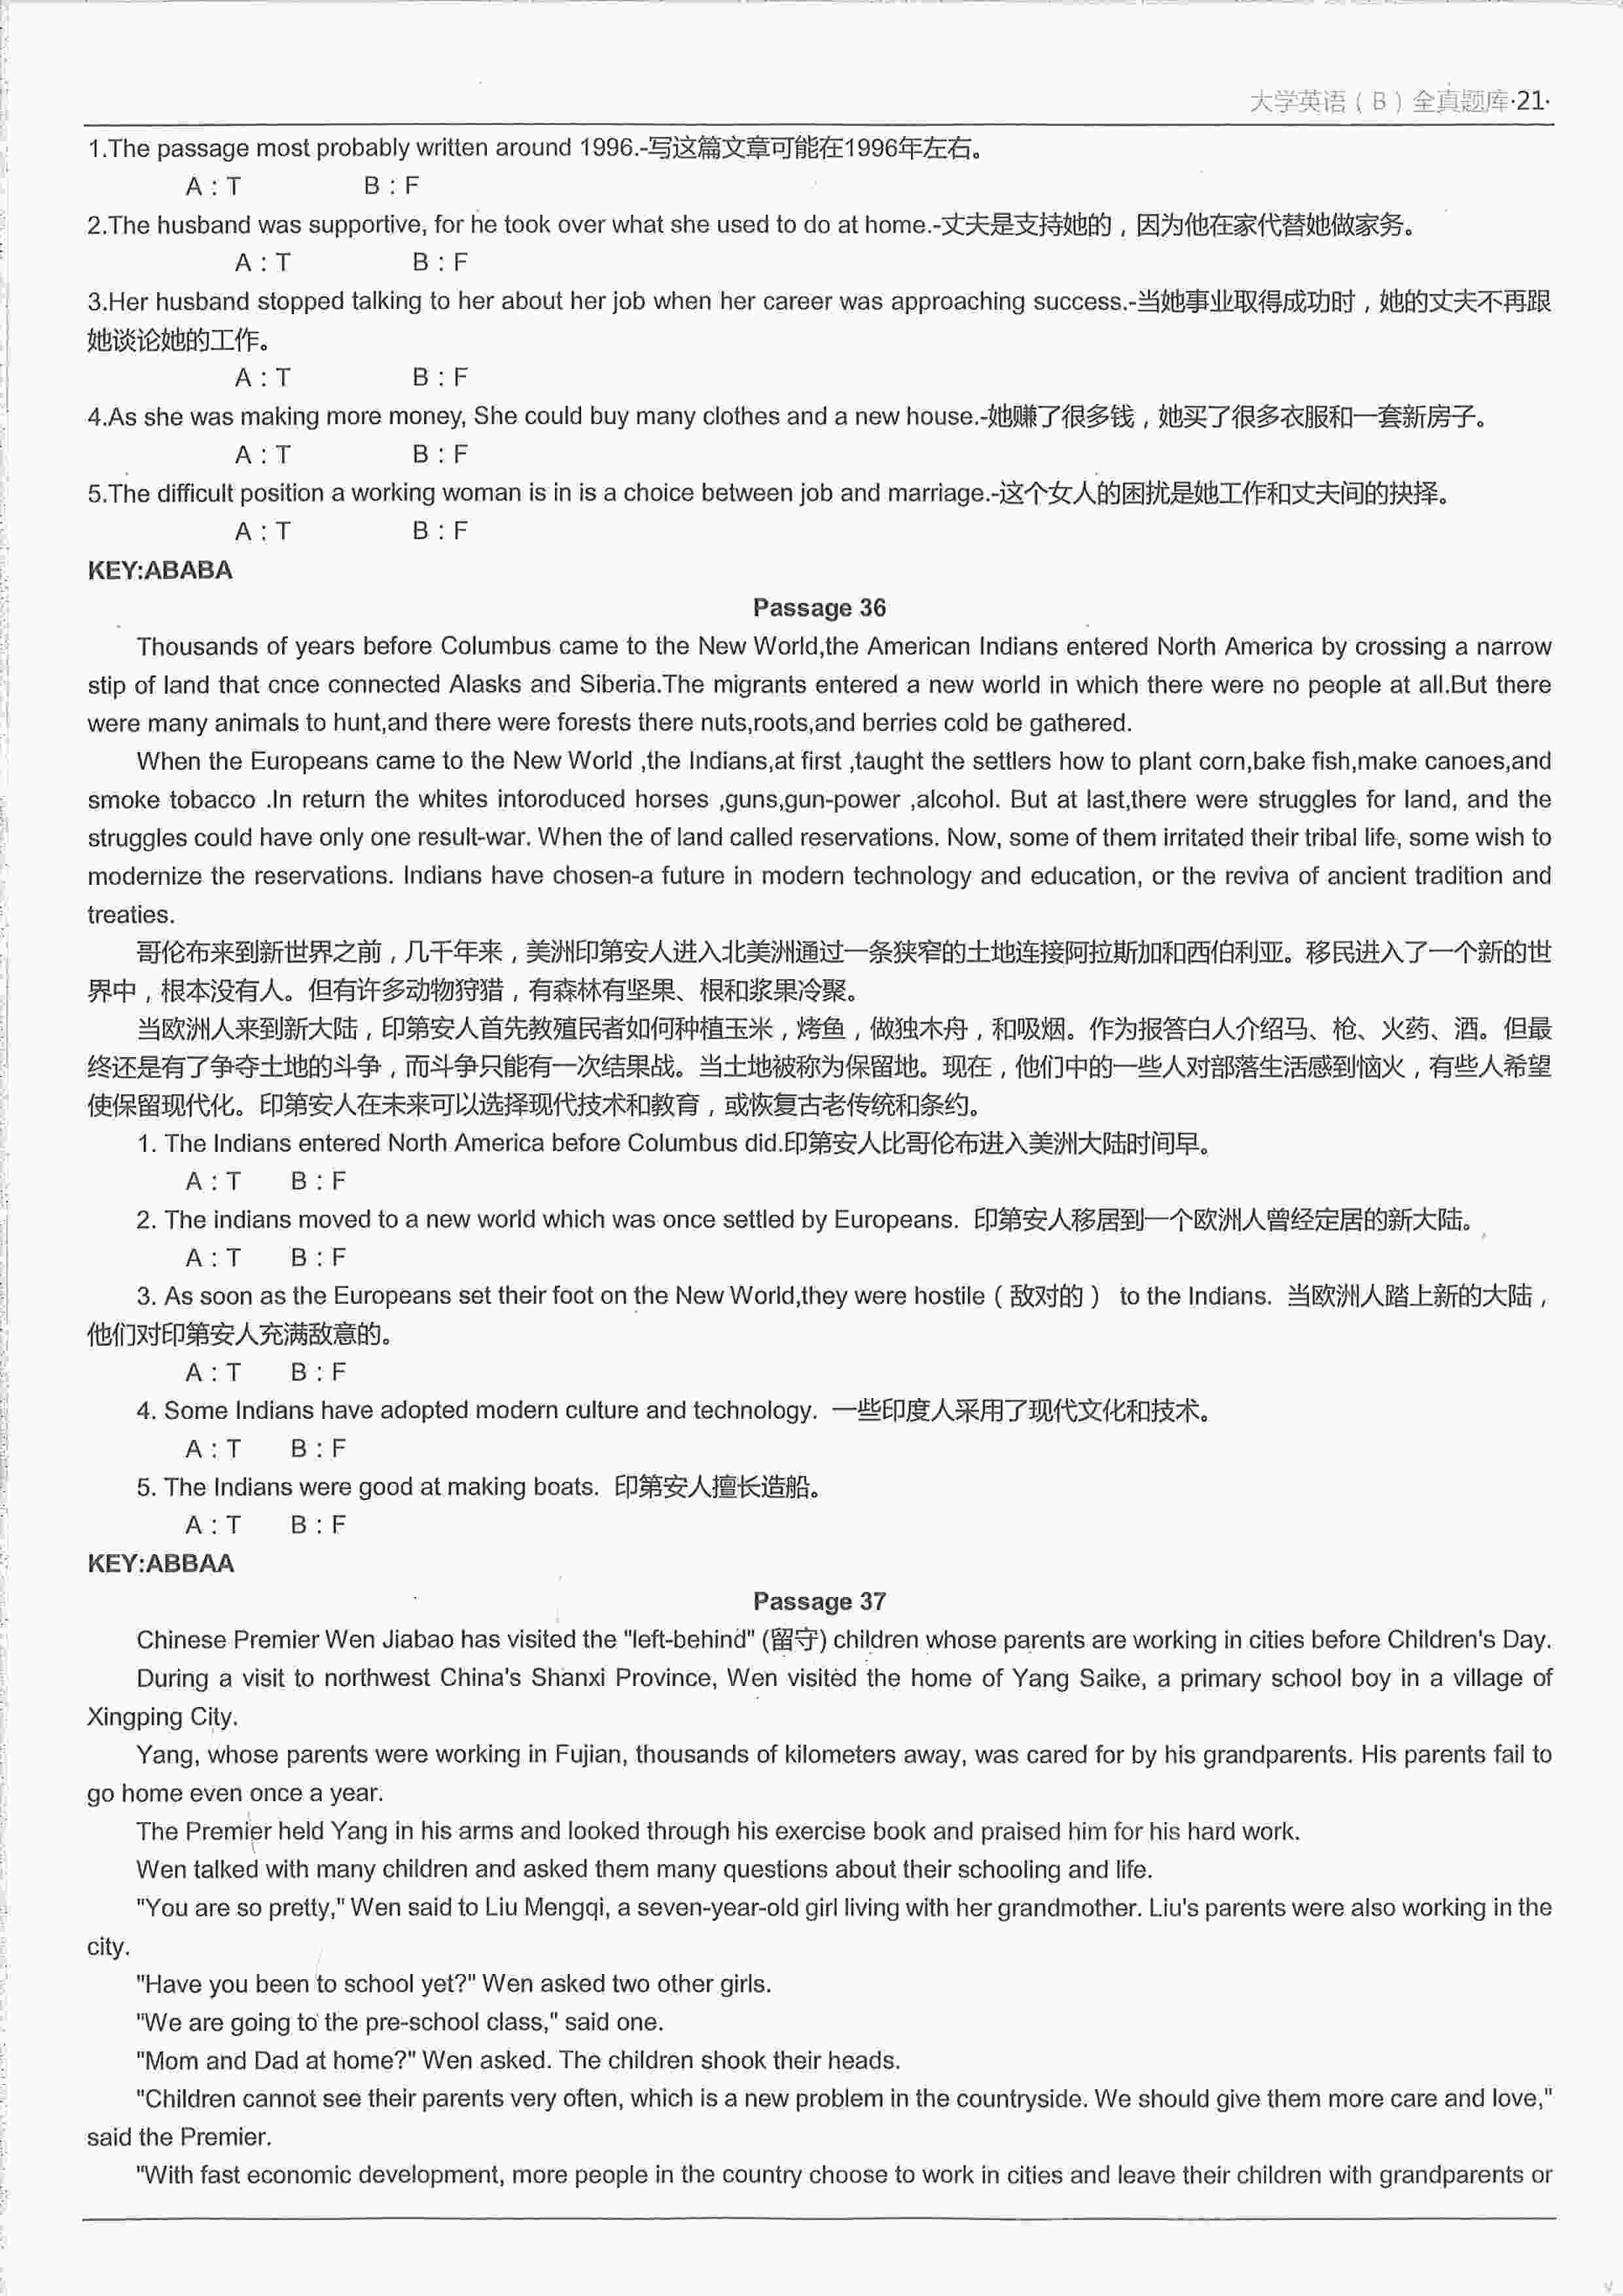 大学英语（B）全真题库·21·
1.The passage most probably written around 1996.-写这篇文章可能在1996年左右。
A：T B：F
2.The husband was supportive, for he took over what she used to do at home.-丈夫是支持她的，因为他在家代替她做家务。
A：T B：F
3.Her husband stopped talking to her about her job when her career was approaching success.-当她事业取得成功时，她的丈夫不再跟
她谈论她的工作。
A：T B：F
4.As she was making more money, She could buy many clothes and a new house.-她赚了很多钱，她买了很多衣服和一套新房子。
A：T B：F
5.The difficult position a working woman is in is a choice between job and marriage.-这个女人的困扰是她工作和丈夫间的抉择。
A：T B：F
KEY:ABABA
Passage 36
Thousands of years before Columbus came to the New World,the American Indians entered North America by crossing a narrow
stip of land that cnce connected Alasks and Siberia.The migrants entered a new world in which there were no people at all.But there
were many animals to hunt,and there were forests there nuts,roots,and berries cold be gathered.
When the Europeans came to the New World ,the Indians,at first ,taught the settlers how to plant corn,bake fish,make canoes,and
smoke tobacco .In return the whites intoroduced horses ,guns,gun-power ,alcohol. But at last,there were struggles for land, and the
struggles could have only one result-war. When the of land called reservations. Now, some of them irritated their tribal life, some wish to
modernize the reservations. Indians have chosen-a future in modern technology and education, or the reviva of ancient tradition and
treaties.
哥伦布来到新世界之前，几千年来，美洲印第安人进入北美洲通过一条狭窄的土地连接阿拉斯加和西伯利亚。移民进入了一个新的世
界中，根本没有人。但有许多动物狩猎，有森林有坚果、根和浆果冷聚。
当欧洲人来到新大陆，印第安人首先教殖民者如何种植玉米，烤鱼，做独木舟，和吸烟。作为报答白人介绍马、枪、火药、酒。但最
终还是有了争夺土地的斗争，而斗争只能有一次结果战。当土地被称为保留地。现在，他们中的一些人对部落生活感到恼火，有些人希望
使保留现代化。印第安人在未来可以选择现代技术和教育，或恢复古老传统和条约。
1. The Indians entered North America before Columbus did.印第安人比哥伦布进入美洲大陆时间早。
A：T B：F
2. The indians moved to a new world which was once settled by Europeans. 印第安人移居到一个欧洲人曾经定居的新大陆。
A：T B：F
3. As soon as the Europeans set their foot on the New World,they were hostile（敌对的） to the Indians. 当欧洲人踏上新的大陆，
他们对印第安人充满敌意的。
A：T B：F
4. Some Indians have adopted modern culture and technology. 一些印度人采用了现代文化和技术。
A：T B：F
5. The Indians were good at making boats. 印第安人擅长造船。
A：T B：F
KEY:ABBAA
Passage 37
Chinese Premier Wen Jiabao has visited the "left-behind" (留守) children whose parents are working in cities before Children's Day.
During a visit to northwest China's Shanxi Province, Wen visited the home of Yang Saike, a primary school boy in a village of
Xingping City.
Yang, whose parents were working in Fujian, thousands of kilometers away, was cared for by his grandparents. His parents fail to
go home even once a year.
The Premier held Yang in his arms and looked through his exercise book and praised him for his hard work.
Wen talked with many children and asked them many questions about their schooling and life.
"You are so pretty," Wen said to Liu Mengqi, a seven-year-old girl living with her grandmother. Liu's parents were also working in the
city.
"Have you been to school yet?" Wen asked two other girls.
"We are going to the pre-school class," said one.
"Mom and Dad at home?" Wen asked. The children shook their heads.
"Children cannot see their parents very often, which is a new problem in the countryside. We should give them more care and love,"
said the Premier.
"With fast economic development, more people in the country choose to work in cities and leave their children with grandparents or